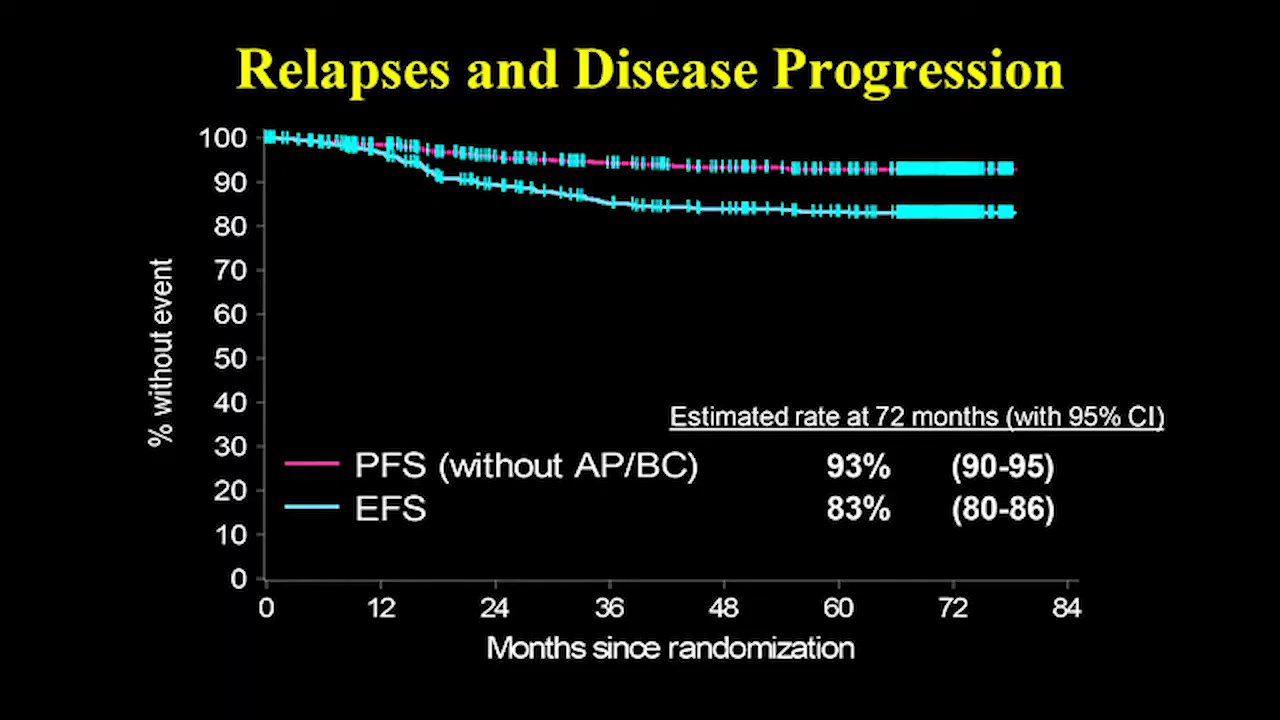 Relapses and Disease Progression
100
90
80
70
60
50
40
30
20
10
0
% without event
Estimated rate at 72 months (with 95% CI)
PFS (without AP/BC) 93% (90-95)
EFS 83% (80-86)
0 12 24 36 48 60 72 84
Months since randomization